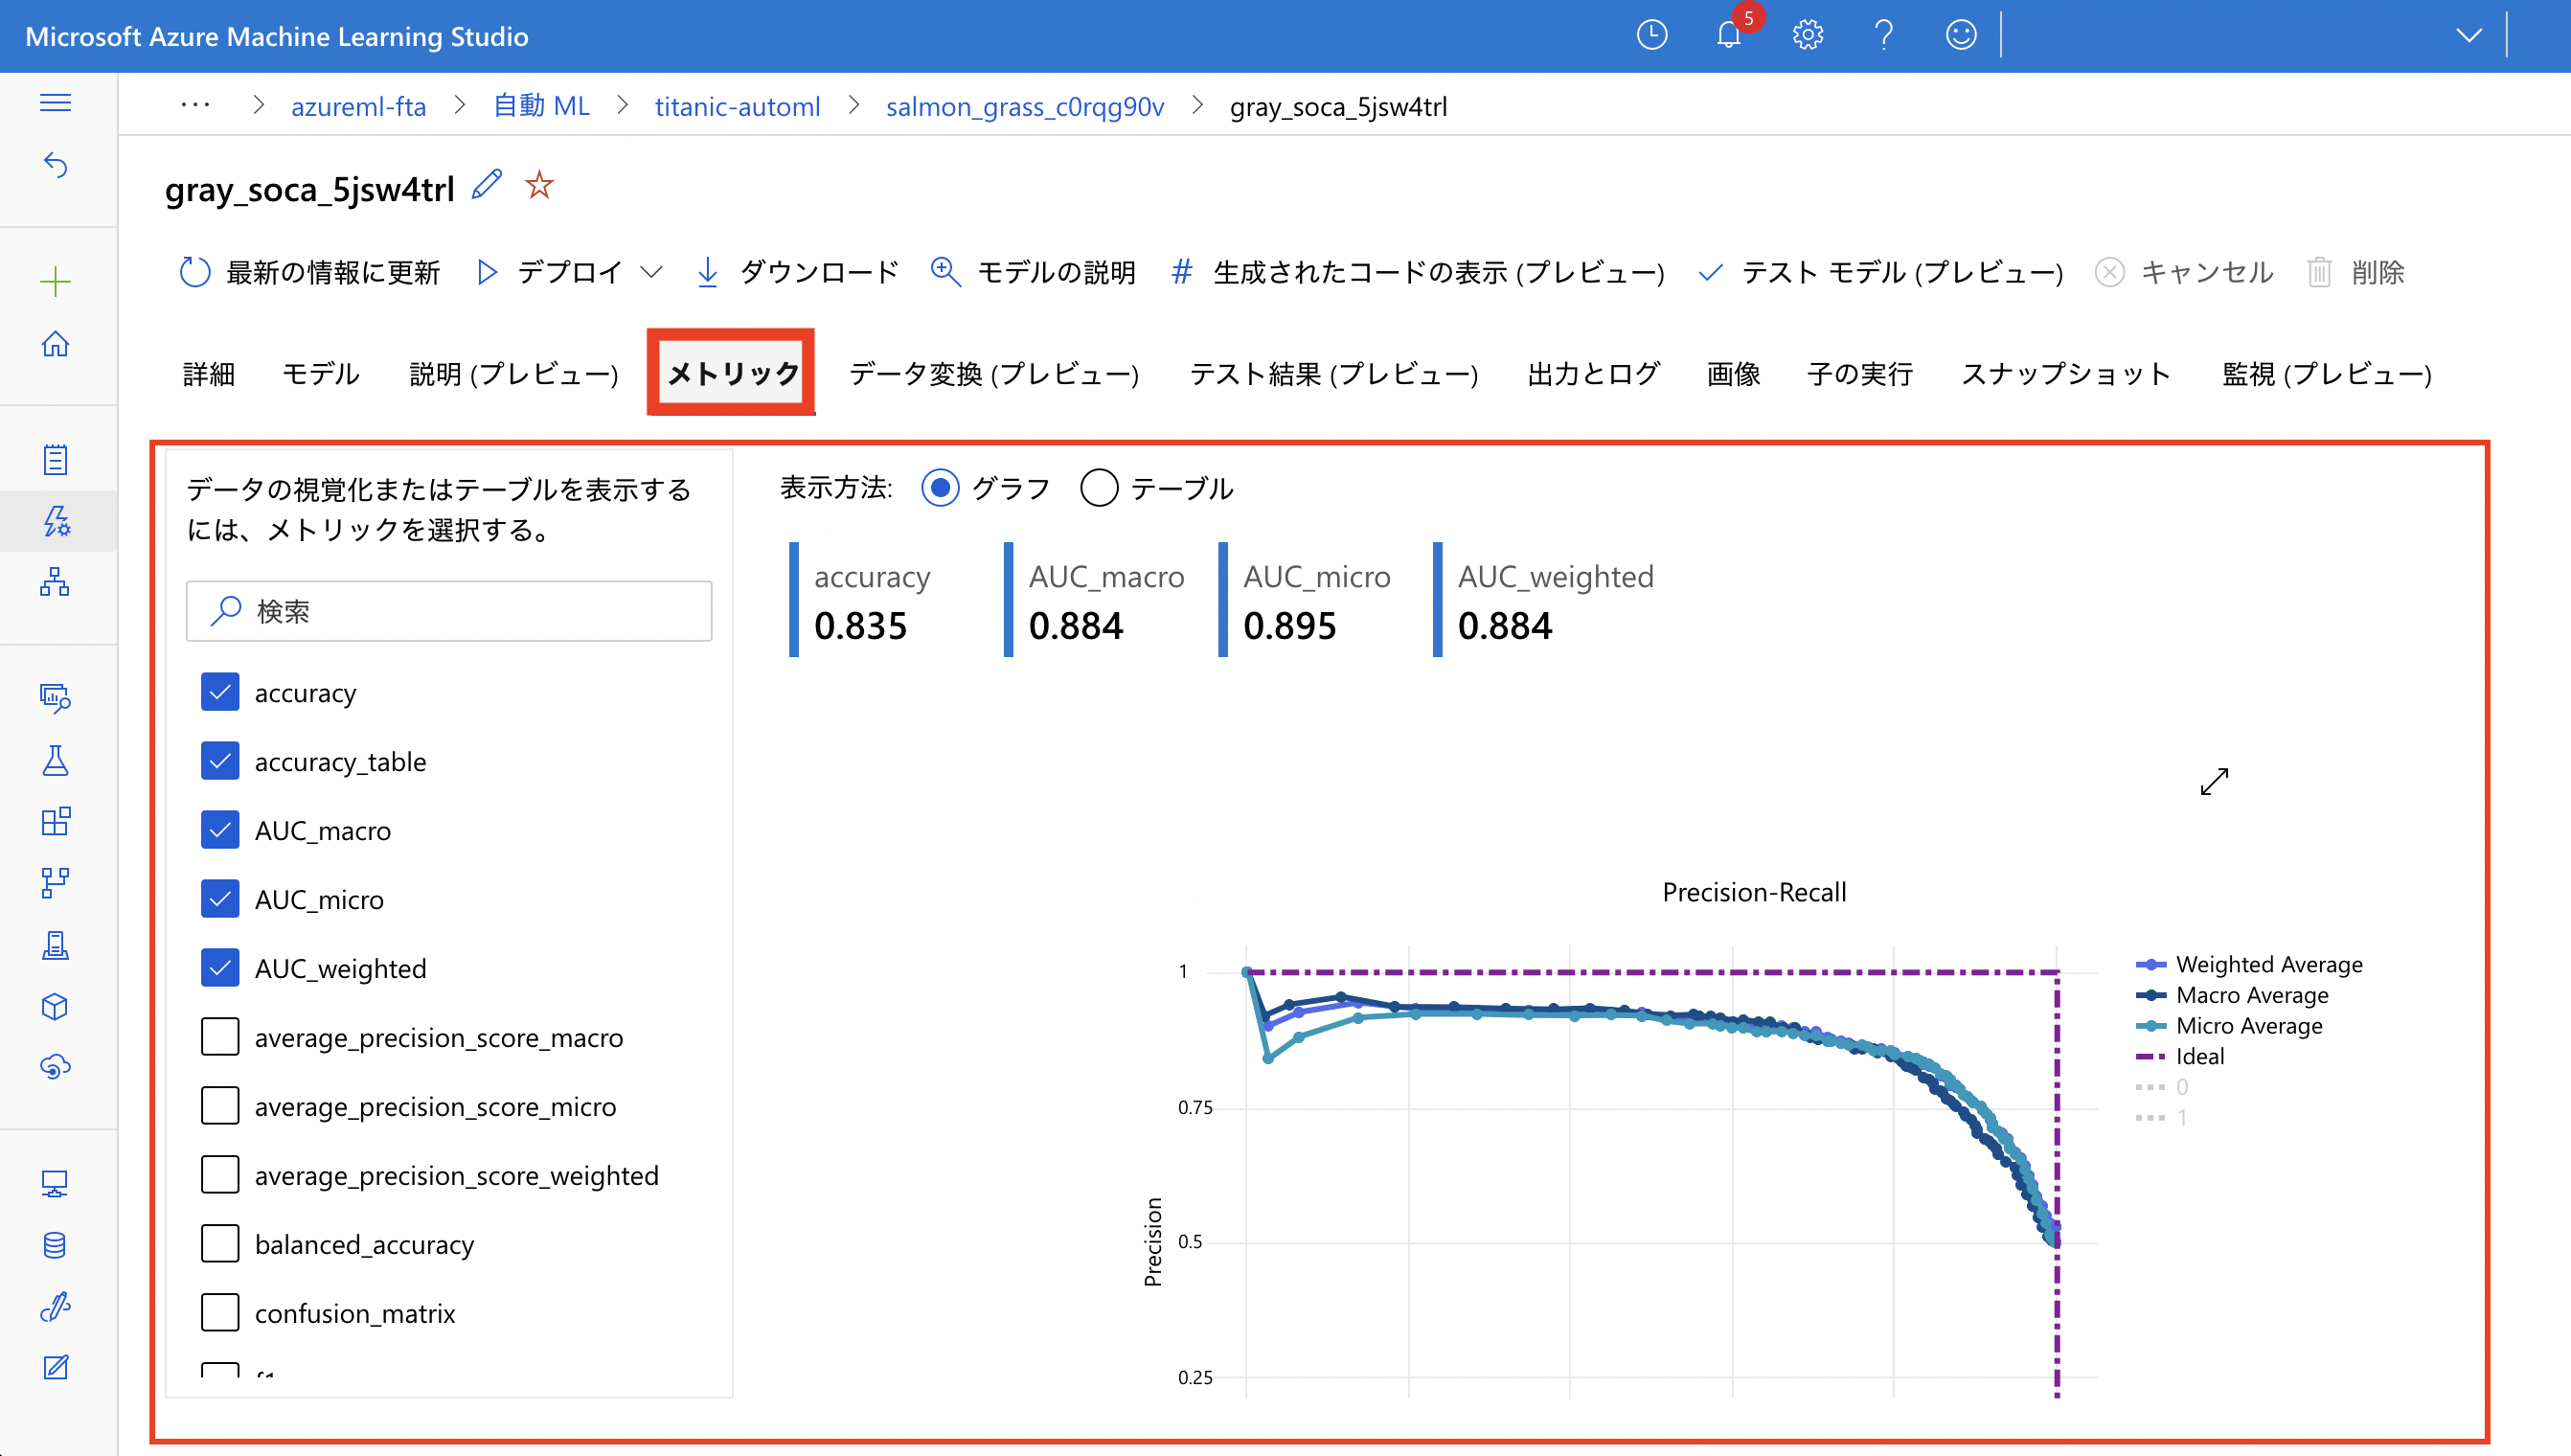 Microsoft Azure Machine Learning Studio
5
azureml-fta
自動 ML
titanic-automl
salmon_grass_c0rqg90v
gray_soca_5jsw4trl
gray_soca_5jsw4trl
最新の情報に更新
デプロイ
ダウンロード
モデルの説明
生成されたコードの表示 (プレビュー)
テスト モデル (プレビュー)
キャンセル
削除
詳細
モデル
説明 (プレビュー)
メトリック
データ変換 (プレビュー)
テスト結果 (プレビュー)
出力とログ
画像
子の実行
スナップショット
監視 (プレビュー)
データの視覚化またはテーブルを表示する
には、メトリックを選択する。
検索
accuracy
accuracy_table
AUC_macro
AUC_micro
AUC_weighted
average_precision_score_macro
average_precision_score_micro
average_precision_score_weighted
balanced_accuracy
confusion_matrix
表示方法:
グラフ
テーブル
accuracy
0.835
AUC_macro
0.884
AUC_micro
0.895
AUC_weighted
0.884
Precision-Recall
1
0.75
0.5
0.25
Precision
Weighted Average
Macro Average
Micro Average
Ideal
0
1